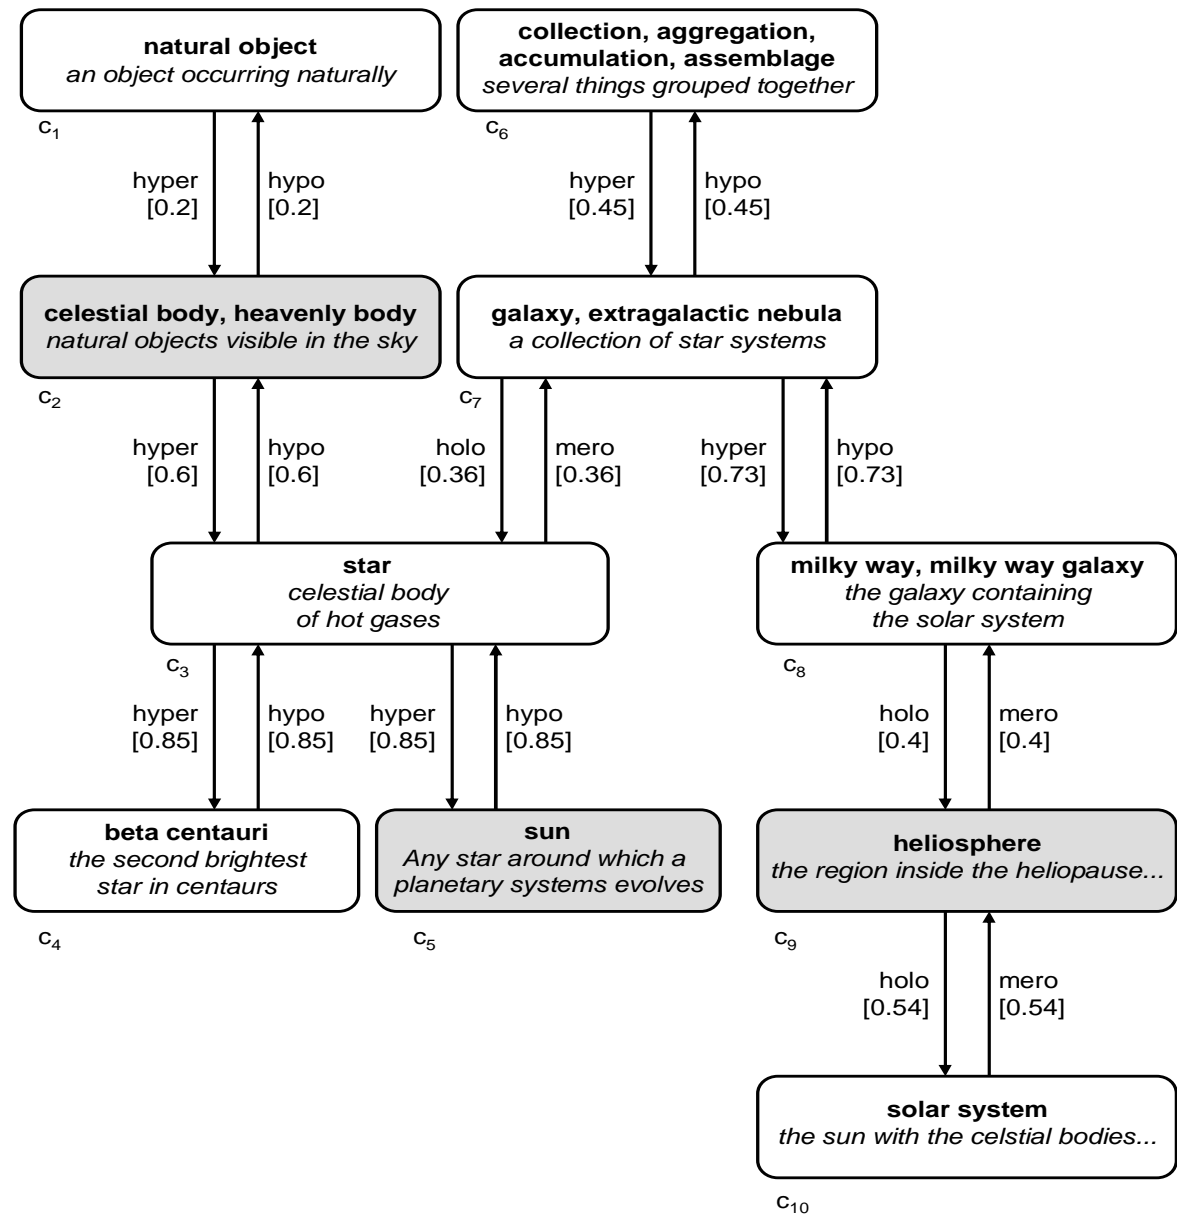 natural object
an object occurring naturally
c1
collection, aggregation,
accumulation, assemblage
several things grouped together
c6
hyper
[0.2]
hypo
[0.2]
hyper
[0.45]
hypo
[0.45]
celestial body, heavenly body
natural objects visible in the sky
c2
galaxy, extragalactic nebula
a collection of star systems
c7
hyper
[0.6]
hypo
[0.6]
holo
[0.36]
mero
[0.36]
hyper
[0.73]
hypo
[0.73]
star
celestial body
of hot gases
c3
milky way, milky way galaxy
the galaxy containing
the solar system
c8
hyper
[0.85]
hypo
[0.85]
hyper
[0.85]
hypo
[0.85]
holo
[0.4]
mero
[0.4]
beta centauri
the second brightest
star in centaurs
c4
sun
Any star around which a
planetary systems evolves
c5
heliosphere
the region inside the heliopause...
c9
holo
[0.54]
mero
[0.54]
solar system
the sun with the celstial bodies...
c10